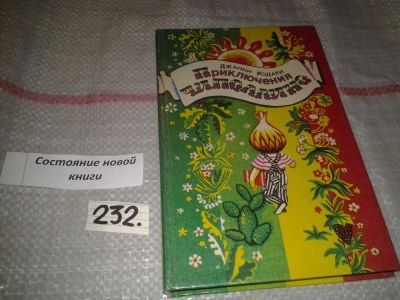 ДЖАННИ РОДАРИ
Приключения
ЧИПОЛЛИНО
Состояние новой
книги
232.